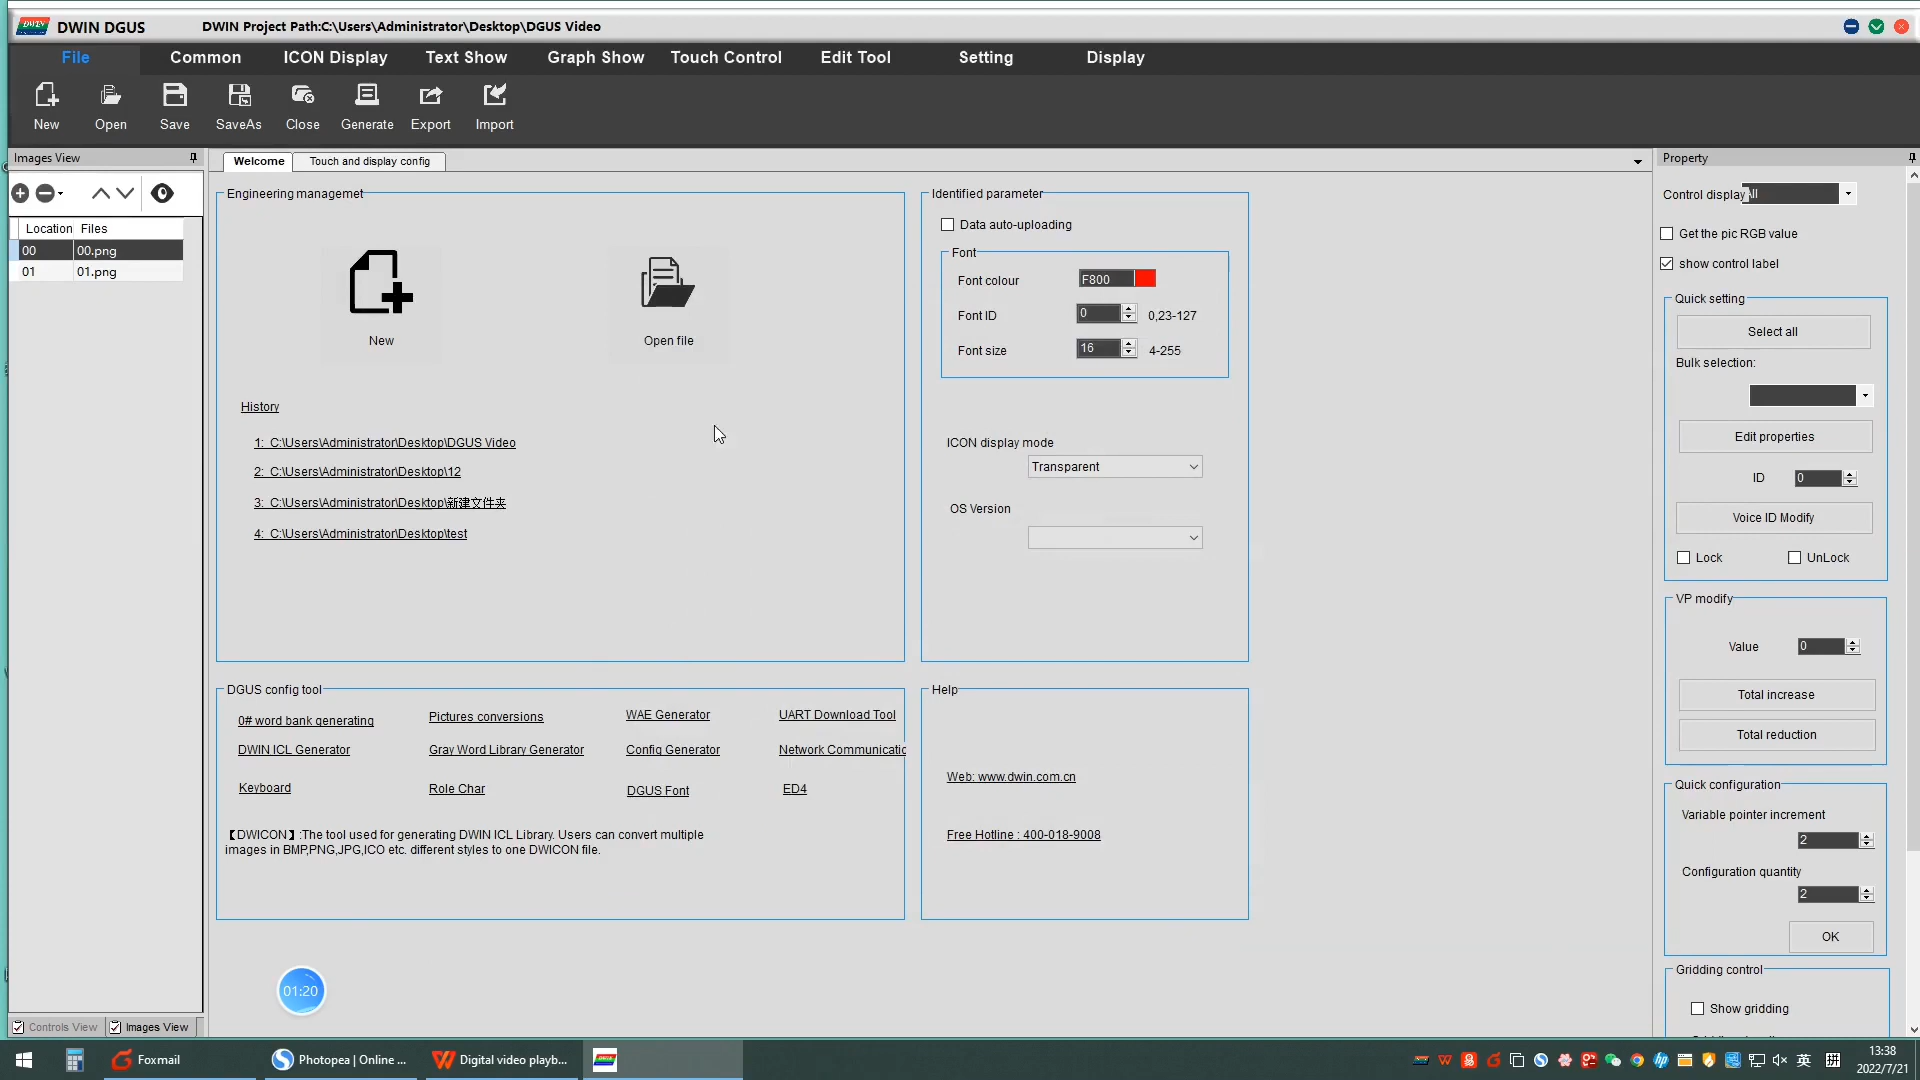 DWIN DGUS DWIN Project Path:C:\Users\Administrator\Desktop\DGUS Video
File Common ICON Display Text Show Graph Show Touch Control Edit Tool Setting Display
New Open Save SaveAs Close Generate Export Import
Images View
Location Files
00 00.png
01 01.png
Controls View Images View
Welcome Touch and display config
Engineering managemet
New Open file
History
1: C:\Users\Administrator\Desktop\DGUS Video
2: C:\Users\Administrator\Desktop\12
3: C:\Users\Administrator\Desktop\新建文件夹
4: C:\Users\Administrator\Desktop\test
Identified parameter
Data auto-uploading
Font
Font colour F800
Font ID 0 0,23-127
Font size 16 4-255
ICON display mode
Transparent
OS Version
DGUS config tool
0# word bank generating Pictures conversions WAE Generator UART Download Tool
DWIN ICL Generator Gray Word Library Generator Config Generator Network Communicatic
Keyboard Role Char DGUS Font ED4
【DWICON】:The tool used for generating DWIN ICL Library. Users can convert multiple
images in BMP,PNG,JPG,ICO etc. different styles to one DWICON file.
Help
Web: www.dwin.com.cn
Free Hotline : 400-018-9008
01:20
Property
Control display All
Get the pic RGB value
show control label
Quick setting
Select all
Bulk selection:
Edit properties
ID 0
Voice ID Modify
Lock UnLock
VP modify
Value 0
Total increase
Total reduction
Quick configuration
Variable pointer increment
2
Configuration quantity
2
OK
Gridding control
Show gridding
Foxmail Photopea | Online ... Digital video playb... 英 拼 13:38
2022/7/21